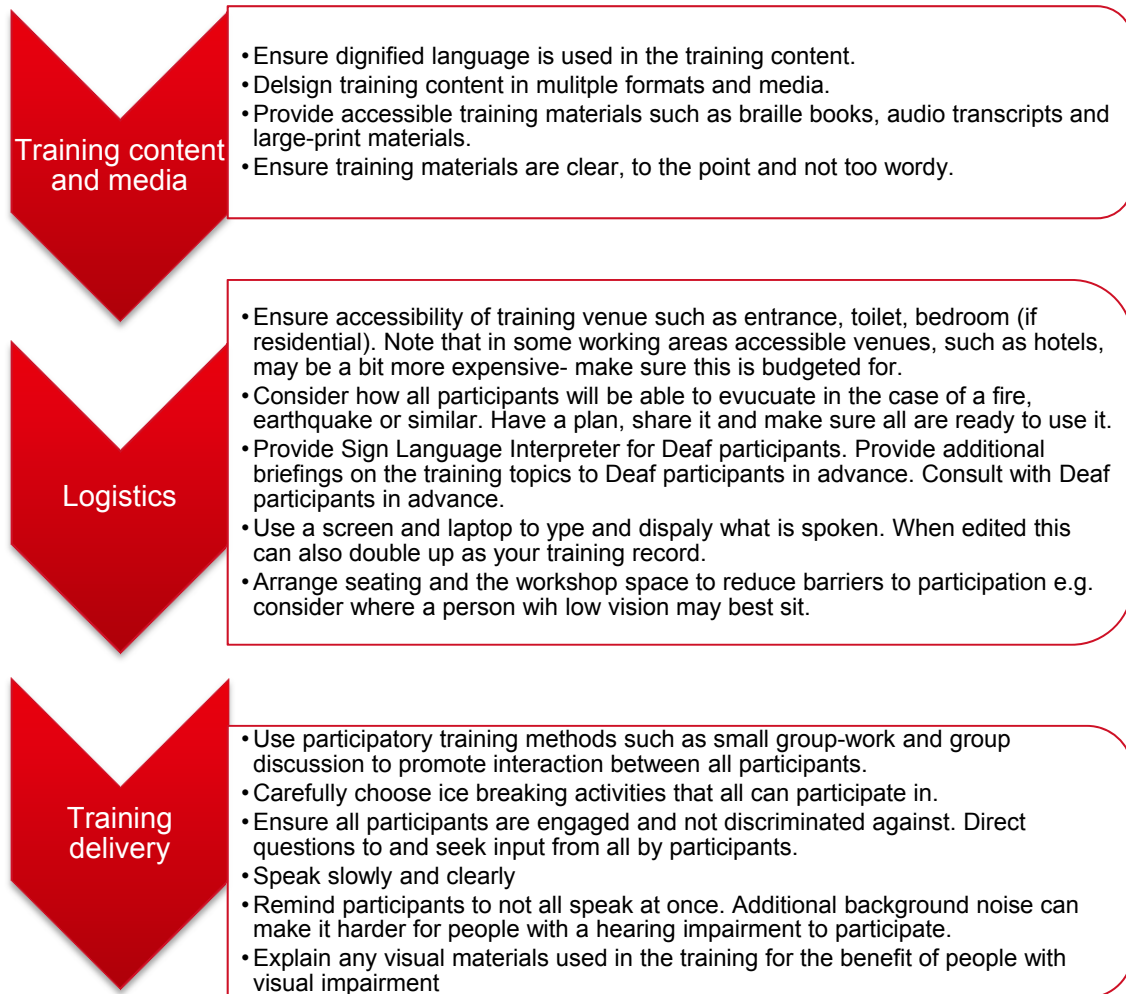 Training content
and media
•Ensure dignified language is used in the training content.
•Delsign training content in mulitple formats and media.
•Provide accessible training materials such as braille books, audio transcripts and
large-print materials.
•Ensure training materials are clear, to the point and not too wordy.
Logistics
•Ensure accessibility of training venue such as entrance, toilet, bedroom (if
residential). Note that in some working areas accessible venues, such as hotels,
may be a bit more expensive- make sure this is budgeted for.
•Consider how all participants will be able to evucuate in the case of a fire,
earthquake or similar. Have a plan, share it and make sure all are ready to use it.
•Provide Sign Language Interpreter for Deaf participants. Provide additional
briefings on the training topics to Deaf participants in advance. Consult with Deaf
participants in advance.
•Use a screen and laptop to ype and dispaly what is spoken. When edited this
can also double up as your training record.
•Arrange seating and the workshop space to reduce barriers to participation e.g.
consider where a person wih low vision may best sit.
Training
delivery
•Use participatory training methods such as small group-work and group
discussion to promote interaction between all participants.
•Carefully choose ice breaking activities that all can participate in.
•Ensure all participants are engaged and not discriminated against. Direct
questions to and seek input from all by participants.
•Speak slowly and clearly
•Remind participants to not all speak at once. Additional background noise can
make it harder for people with a hearing impairment to participate.
•Explain any visual materials used in the training for the benefit of people with
visual impairment